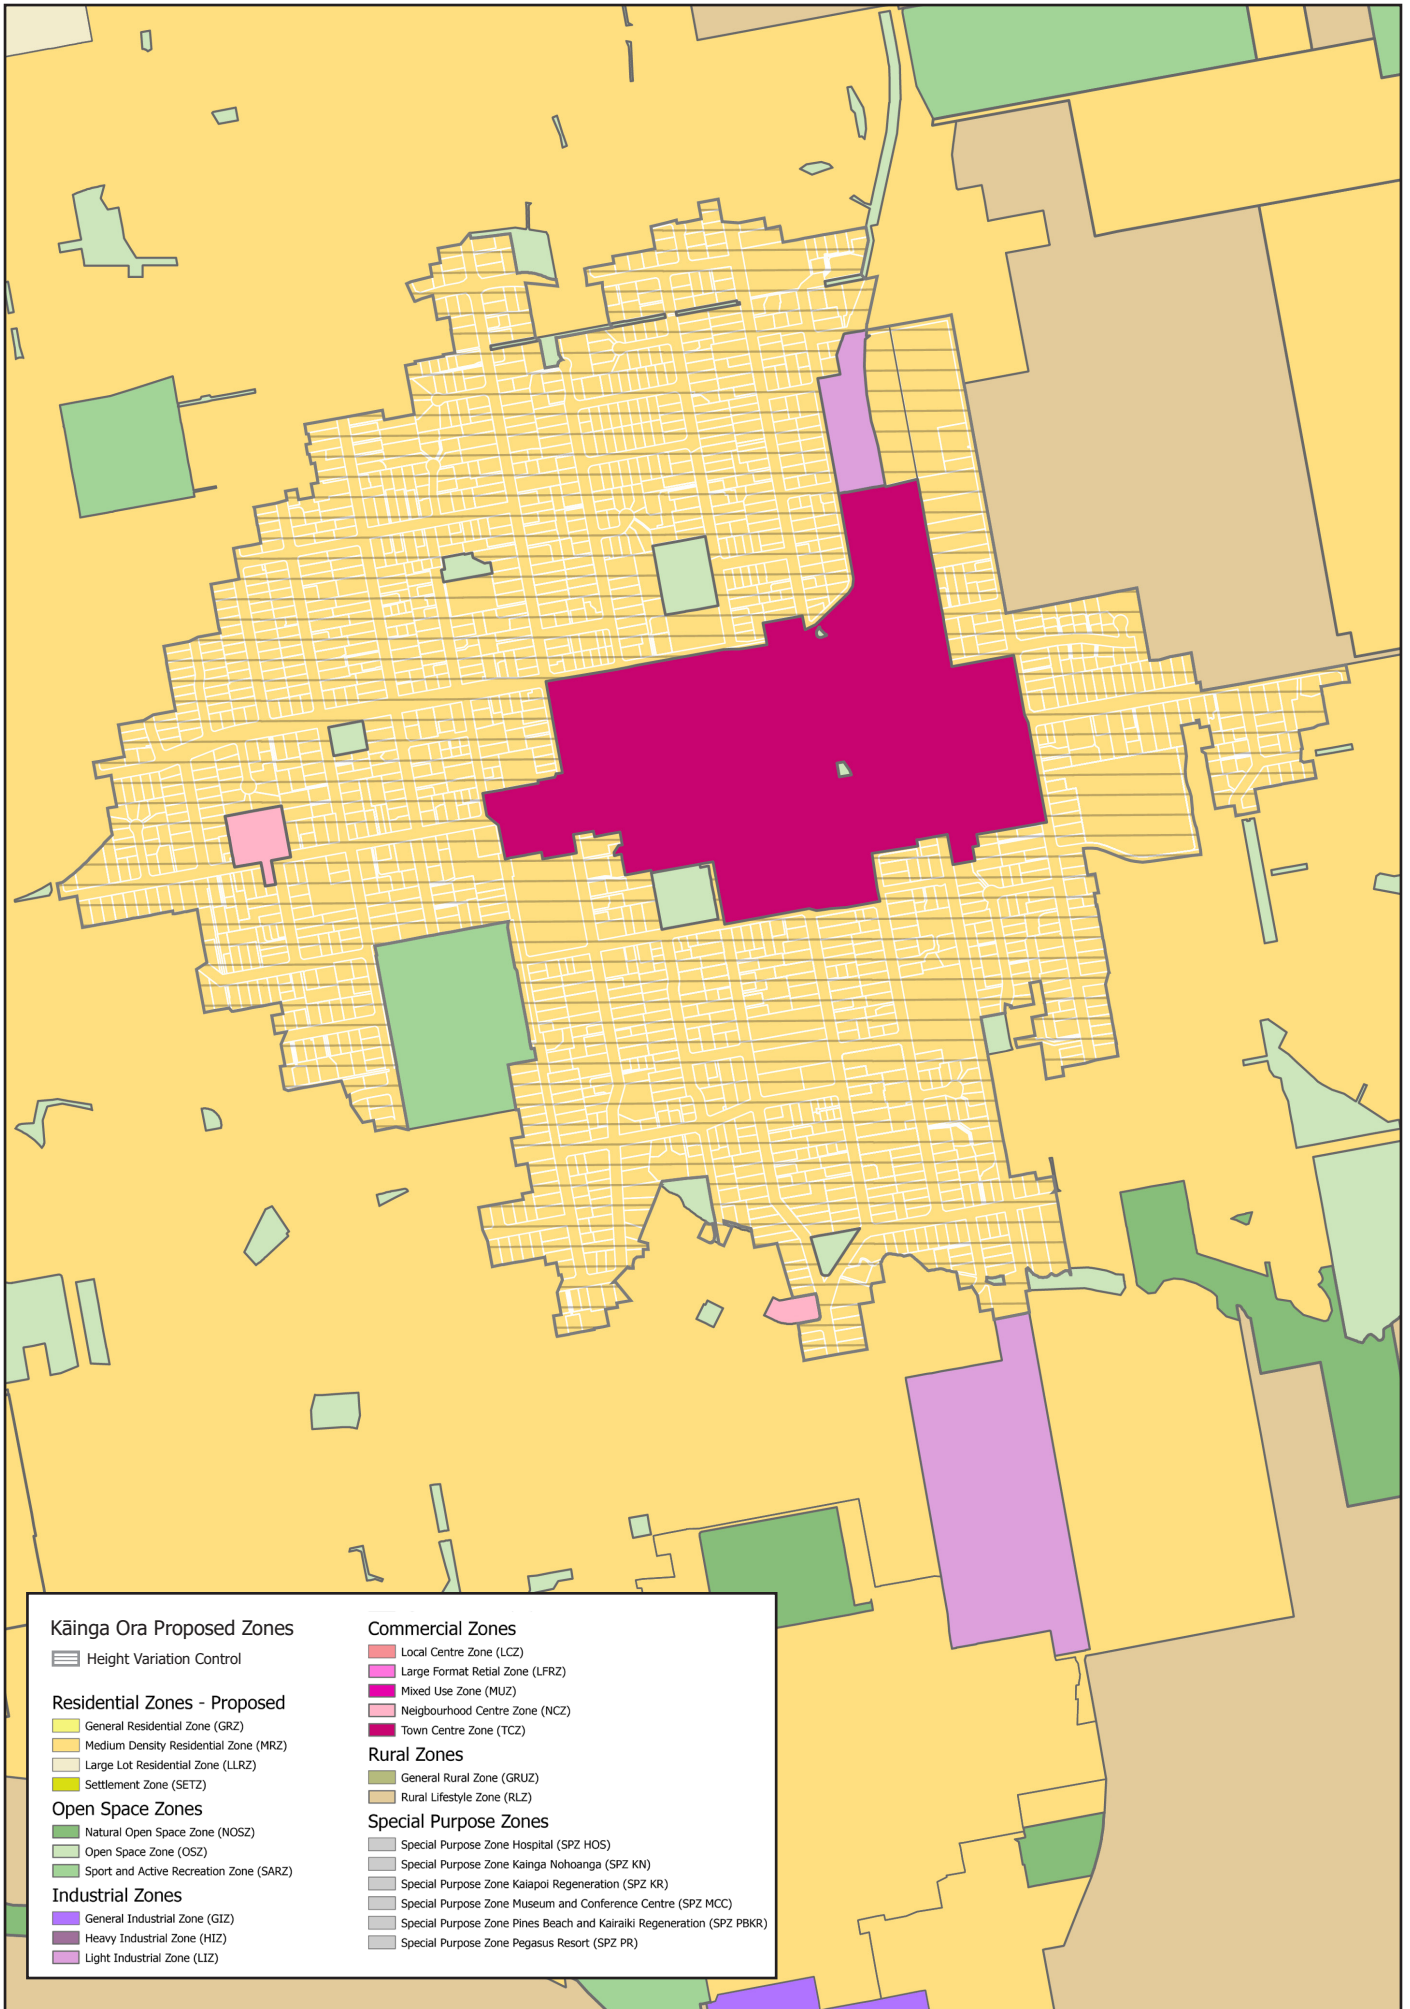 Kāinga Ora Proposed Zones
Height Variation Control
Residential Zones - Proposed
General Residential Zone (GRZ)
Medium Density Residential Zone (MRZ)
Large Lot Residential Zone (LLRZ)
Settlement Zone (SETZ)
Open Space Zones
Natural Open Space Zone (NOSZ)
Open Space Zone (OSZ)
Sport and Active Recreation Zone (SARZ)
Industrial Zones
General Industrial Zone (GIZ)
Heavy Industrial Zone (HIZ)
Light Industrial Zone (LIZ)
Commercial Zones
Local Centre Zone (LCZ)
Large Format Retial Zone (LFRZ)
Mixed Use Zone (MUZ)
Neigbourhood Centre Zone (NCZ)
Town Centre Zone (TCZ)
Rural Zones
General Rural Zone (GRUZ)
Rural Lifestyle Zone (RLZ)
Special Purpose Zones
Special Purpose Zone Hospital (SPZ HOS)
Special Purpose Zone Kainga Nohoanga (SPZ KN)
Special Purpose Zone Kaiapoi Regeneration (SPZ KR)
Special Purpose Zone Museum and Conference Centre (SPZ MCC)
Special Purpose Zone Pines Beach and Kairaiki Regeneration (SPZ PBKR)
Special Purpose Zone Pegasus Resort (SPZ PR)